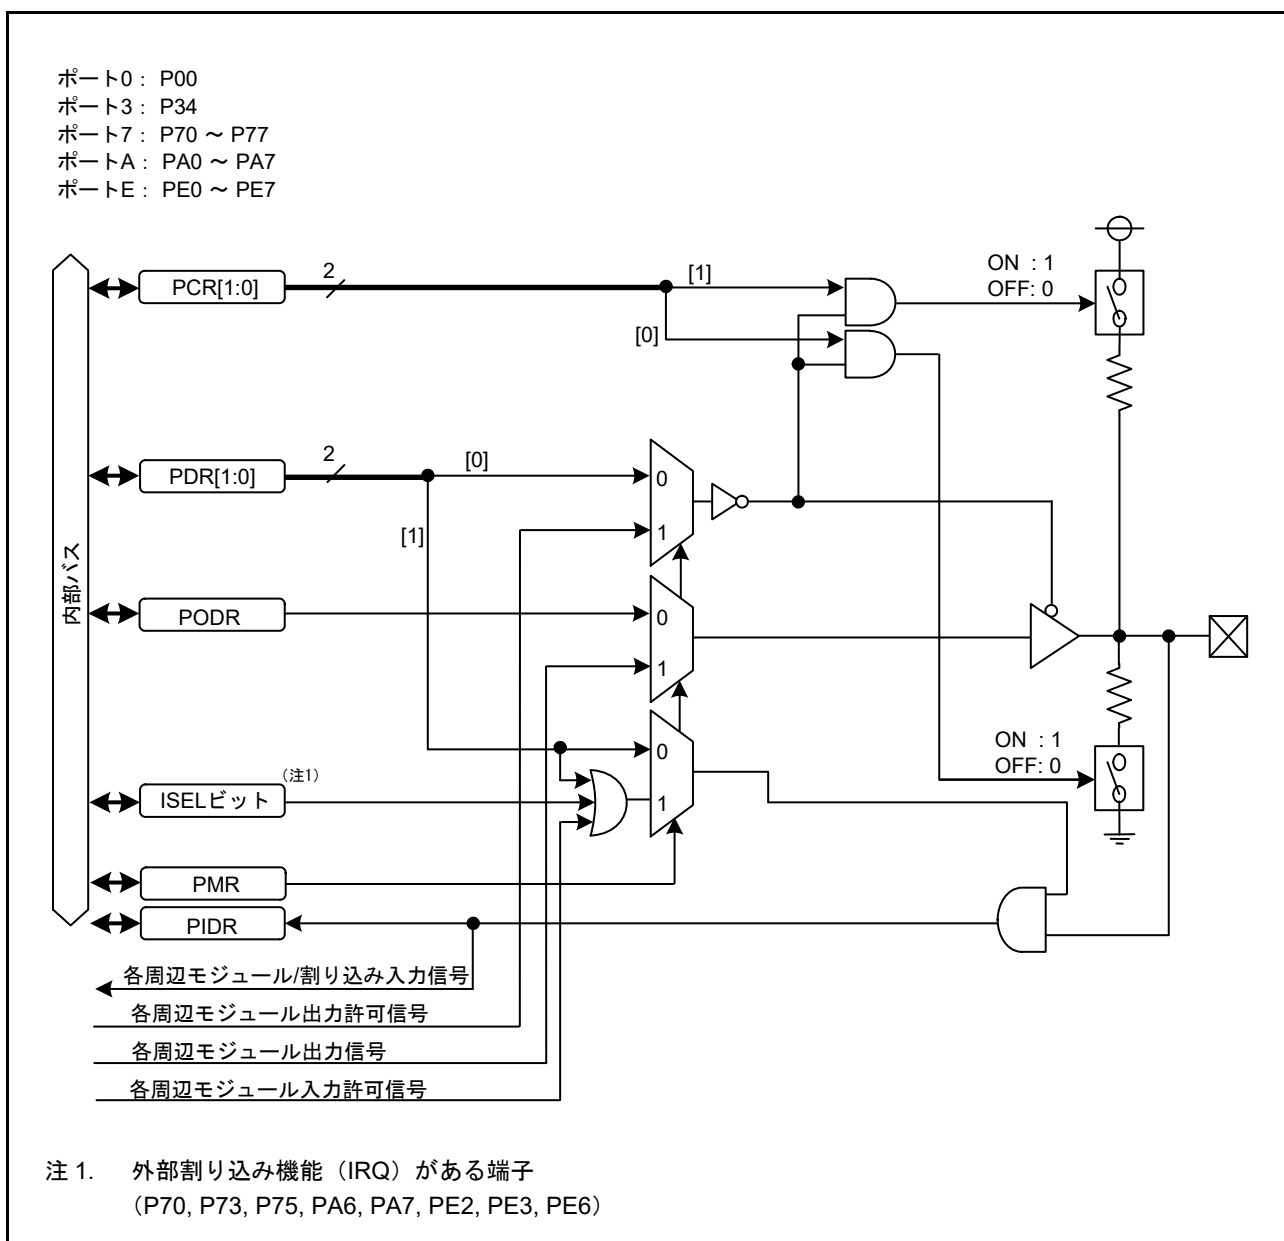 ポート0： P00
ポート3： P34
ポート7： P70 ～ P77
ポートA： PA0 ～ PA7
ポートE： PE0 ～ PE7
ON : 1
OFF: 0
PCR[1:0]
2
[1]
[0]
PDR[1:0]
2
[0]
[1]
0
1
内部バス
PODR
0
1
ON : 1
OFF: 0
0
1
ISELビット
（注1）
PMR
PIDR
各周辺モジュール/割り込み入力信号
各周辺モジュール出力許可信号
各周辺モジュール出力信号
各周辺モジュール入力許可信号
注 1. 外部割り込み機能（IRQ）がある端子
（P70, P73, P75, PA6, PA7, PE2, PE3, PE6）